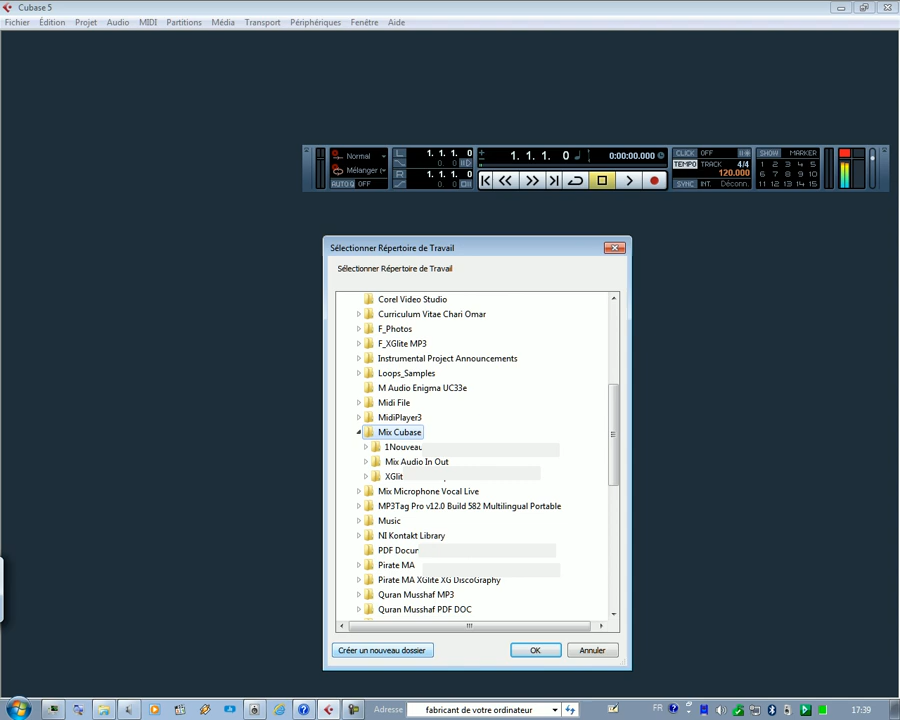 Cubase 5
Fichier Édition Projet Audio MIDI Partitions Média Transport Périphériques Fenêtre Aide
Normal
Mélanger
AUTO Q OFF
L 1. 1. 1. 0
0.
R 1. 1. 1. 0
0.
1. 1. 1. 0 0:00:00.000
CLICK OFF
TEMPO TRACK 4/4
120.000
SYNC INT. Déconn.
SHOW MARKER
1 2 3 4 5
6 7 8 9 10
11 12 13 14 15
Sélectionner Répertoire de Travail
Sélectionner Répertoire de Travail
Corel Video Studio
Curriculum Vitae Chari Omar
F_Photos
F_XGlite MP3
Instrumental Project Announcements
Loops_Samples
M Audio Enigma UC33e
Midi File
MidiPlayer3
Mix Cubase
1Nouveau
Mix Audio In Out
XGlit
Mix Microphone Vocal Live
MP3Tag Pro v12.0 Build 582 Multilingual Portable
Music
NI Kontakt Library
PDF Docu
Pirate MA
Pirate MA XGlite XG DiscoGraphy
Quran Musshaf MP3
Quran Musshaf PDF DOC
Créer un nouveau dossier OK Annuler
Adresse fabricant de votre ordinateur FR 17:39